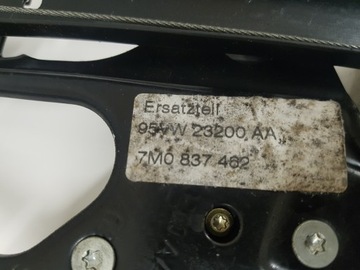 Ersatzteil
95VW 23200 AA
7M0 837 462